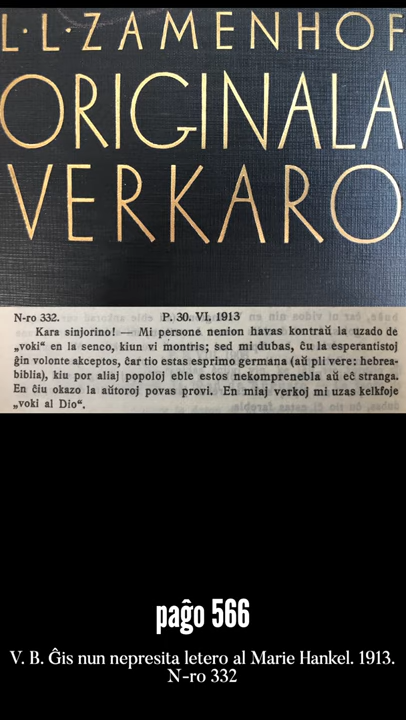 L·L·ZAMENHOF
ORIGINALA
VERKARO
N-ro 332. P. 30. VI. 1913
Kara sinjorino! — Mi persone nenion havas kontraŭ la uzado de
„voki“ en la senco, kiun vi montris; sed mi dubas, ĉu la esperantistoj
ĝin volonte akceptos, ĉar tio estas esprimo germana (aŭ pli vere: hebrea-
biblia), kiu por aliaj popoloj eble estos nekomprenebla aŭ eĉ stranga.
En ĉiu okazo la aŭtoroj povas provi. En miaj verkoj mi uzas kelkfoje
„voki al Dio“.
paĝo 566
V. B. Ĝis nun nepresita letero al Marie Hankel. 1913.
N-ro 332